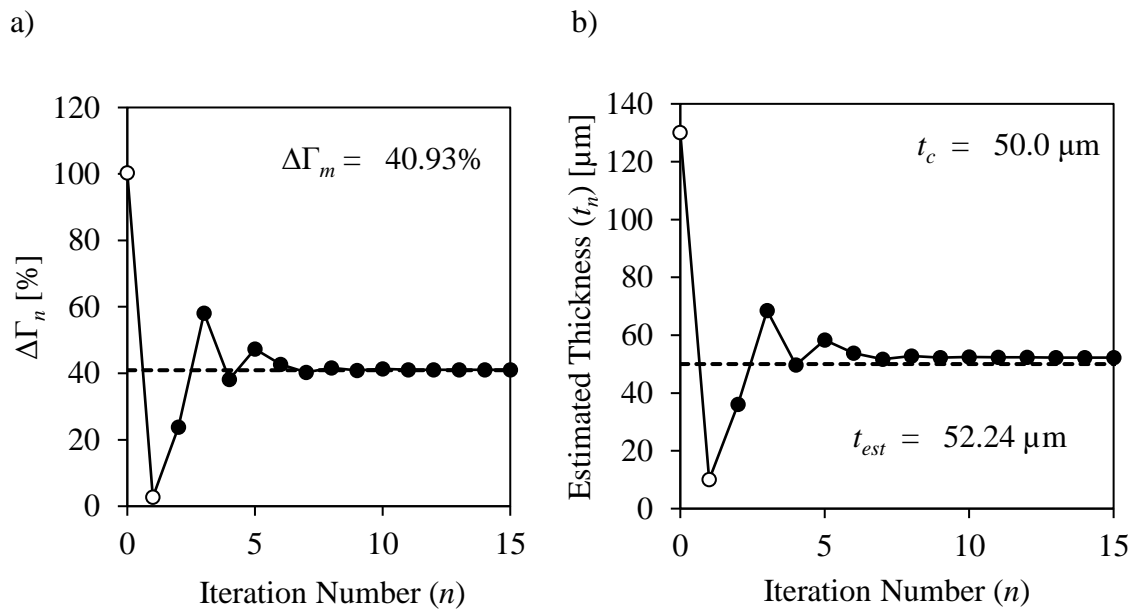 a)
120
100
80
60
40
20
0
0
5
10
15
ΔΓn [%]
ΔΓm = 40.93%
Iteration Number (n)
b)
140
120
100
80
60
40
20
0
0
5
10
15
Estimated Thickness (tn) [µm]
tc = 50.0 µm
test = 52.24 µm
Iteration Number (n)